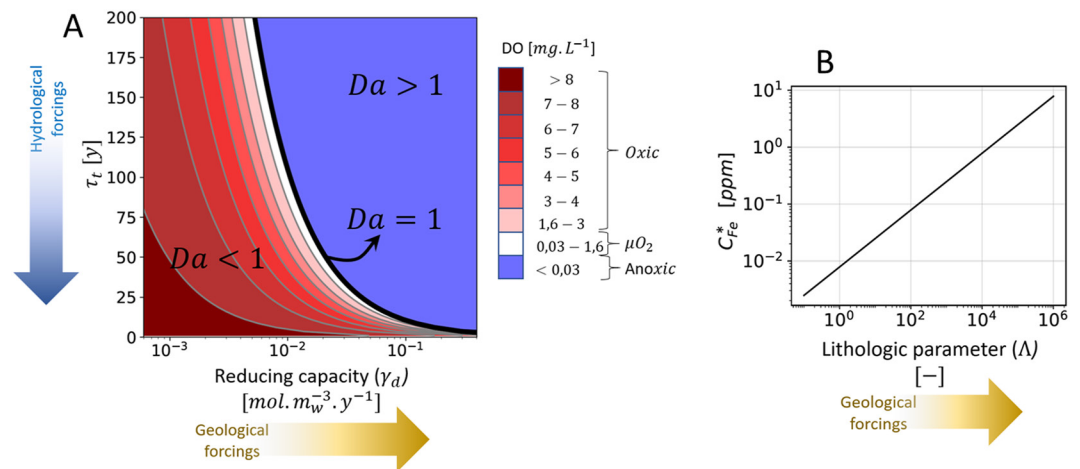 A
Hydrological
forcings
τ_t [y]
200
175
150
125
100
75
50
25
0
Da > 1
Da = 1
Da < 1
10⁻³
10⁻²
10⁻¹
Reducing capacity (γ_d)
[mol.m_w⁻³.y⁻¹]
Geological
forcings
DO [mg.L⁻¹]
> 8
7 − 8
6 − 7
5 − 6
4 − 5
3 − 4
1,6 − 3
0,03 − 1,6
< 0,03
Oxic
μO₂
Anoxic
B
C*_Fe [ppm]
10¹
10⁰
10⁻¹
10⁻²
10⁰
10²
10⁴
10⁶
Lithologic parameter (Λ)
[−]
Geological
forcings